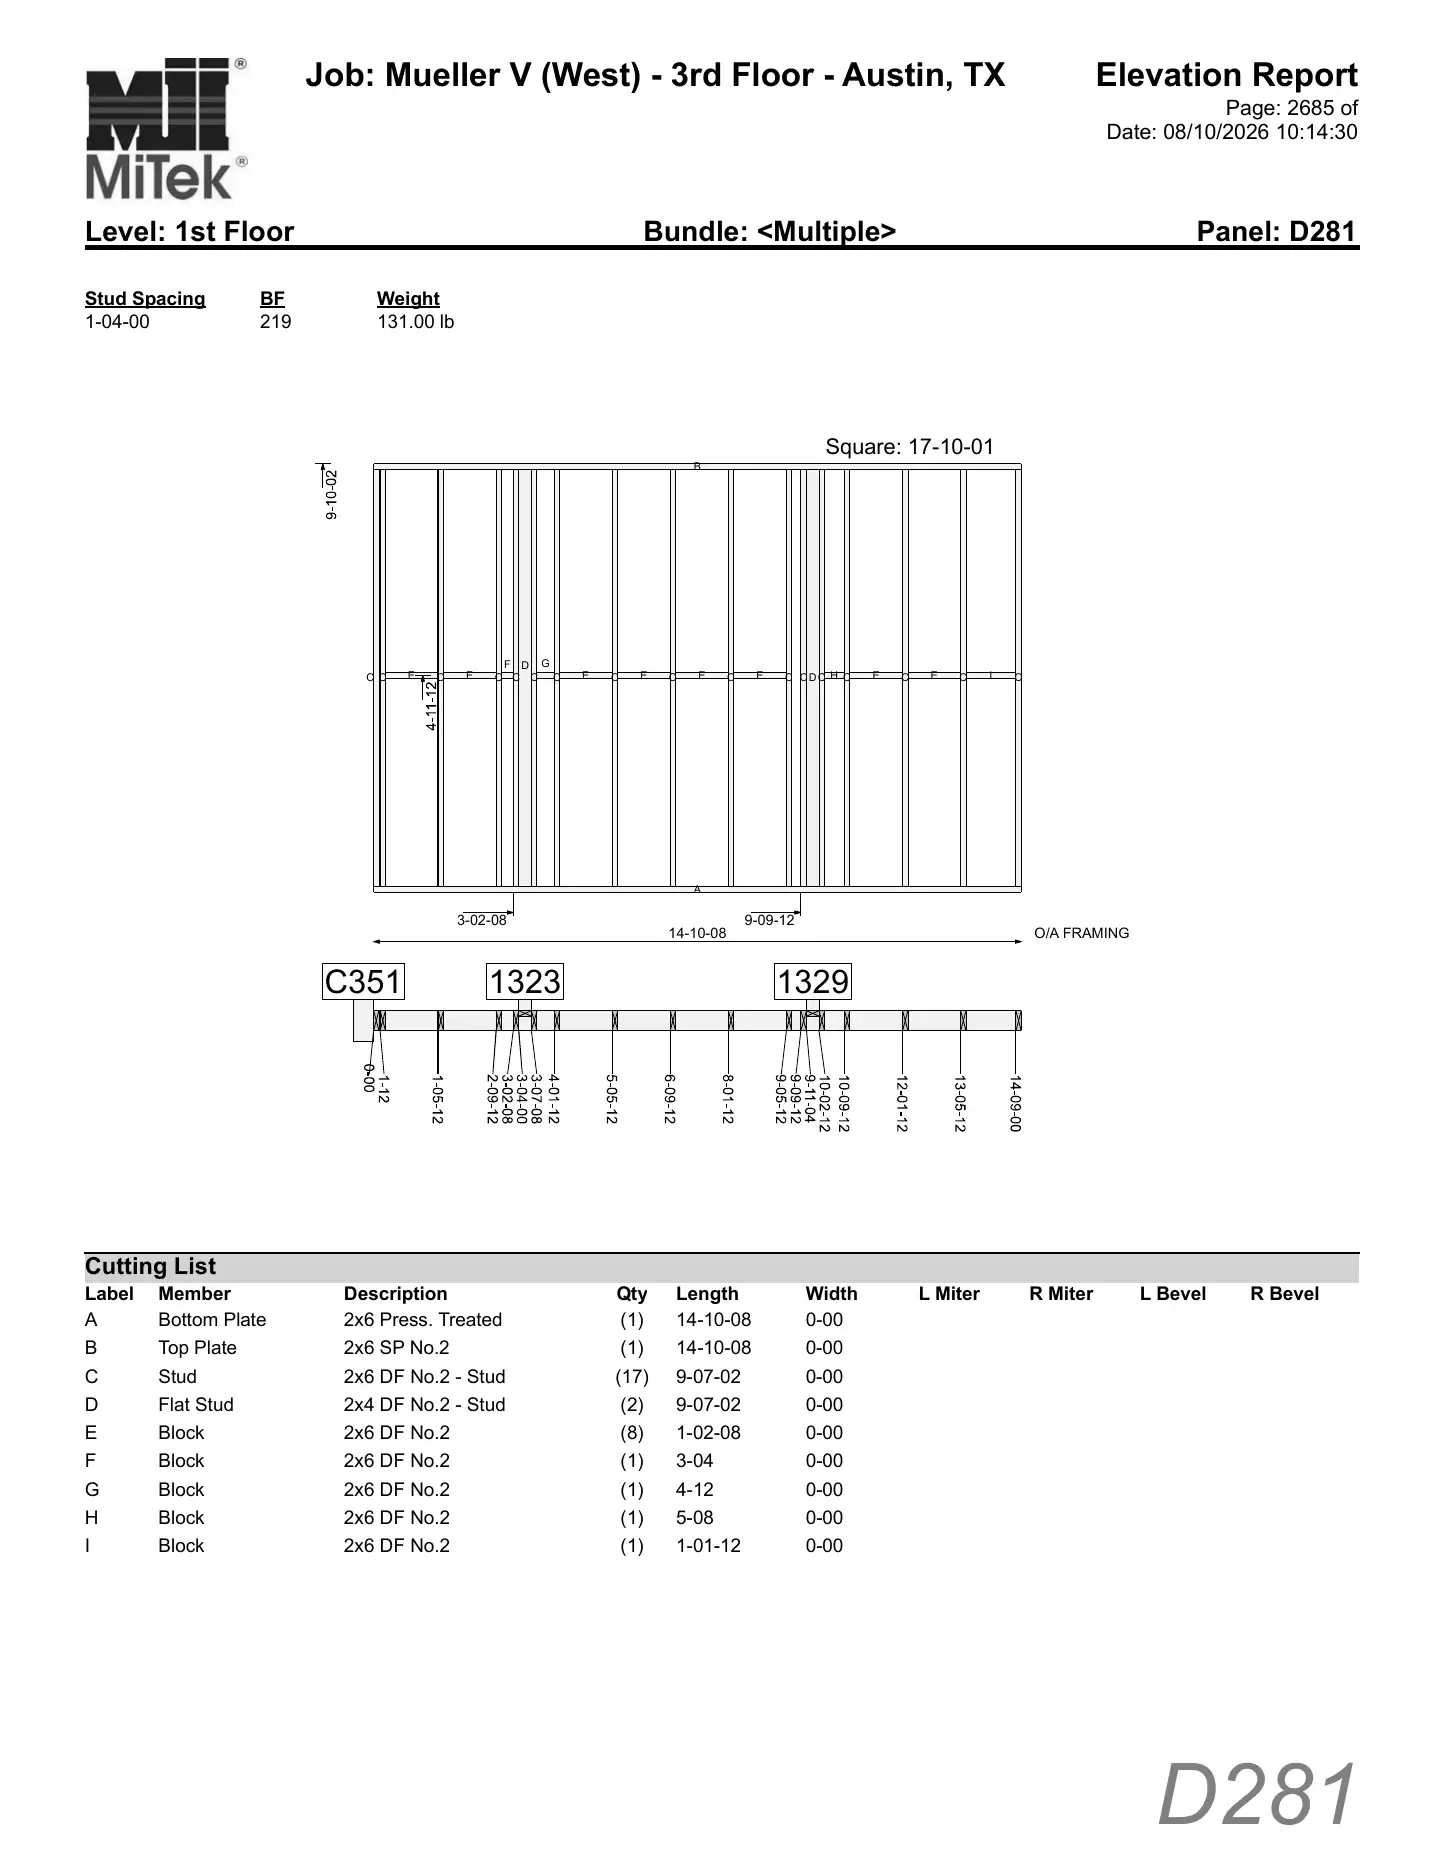 Job: Mueller V (West) - 3rd Floor - Austin, TX
Elevation Report
Page: 2685 of
Date: 08/10/2026 10:14:30
MiTek®
Level: 1st Floor Bundle: <Multiple> Panel: D281
Stud Spacing BF Weight
1-04-00 219 131.00 lb
Square: 17-10-01
B
9-10-02
F D G
C E E E E E E C D H E E I
4-11-12
A
3-02-08 9-09-12
14-10-08 O/A FRAMING
C351 1323 1329
0-00 1-12 1-05-12 2-09-12 3-02-08 3-04-00 3-07-08 4-01-12 5-05-12 6-09-12 8-01-12 9-05-12 9-09-12 9-11-04 10-02-12 10-09-12 12-01-12 13-05-12 14-09-00
Cutting List
Label Member Description Qty Length Width L Miter R Miter L Bevel R Bevel
A Bottom Plate 2x6 Press. Treated (1) 14-10-08 0-00
B Top Plate 2x6 SP No.2 (1) 14-10-08 0-00
C Stud 2x6 DF No.2 - Stud (17) 9-07-02 0-00
D Flat Stud 2x4 DF No.2 - Stud (2) 9-07-02 0-00
E Block 2x6 DF No.2 (8) 1-02-08 0-00
F Block 2x6 DF No.2 (1) 3-04 0-00
G Block 2x6 DF No.2 (1) 4-12 0-00
H Block 2x6 DF No.2 (1) 5-08 0-00
I Block 2x6 DF No.2 (1) 1-01-12 0-00
D281